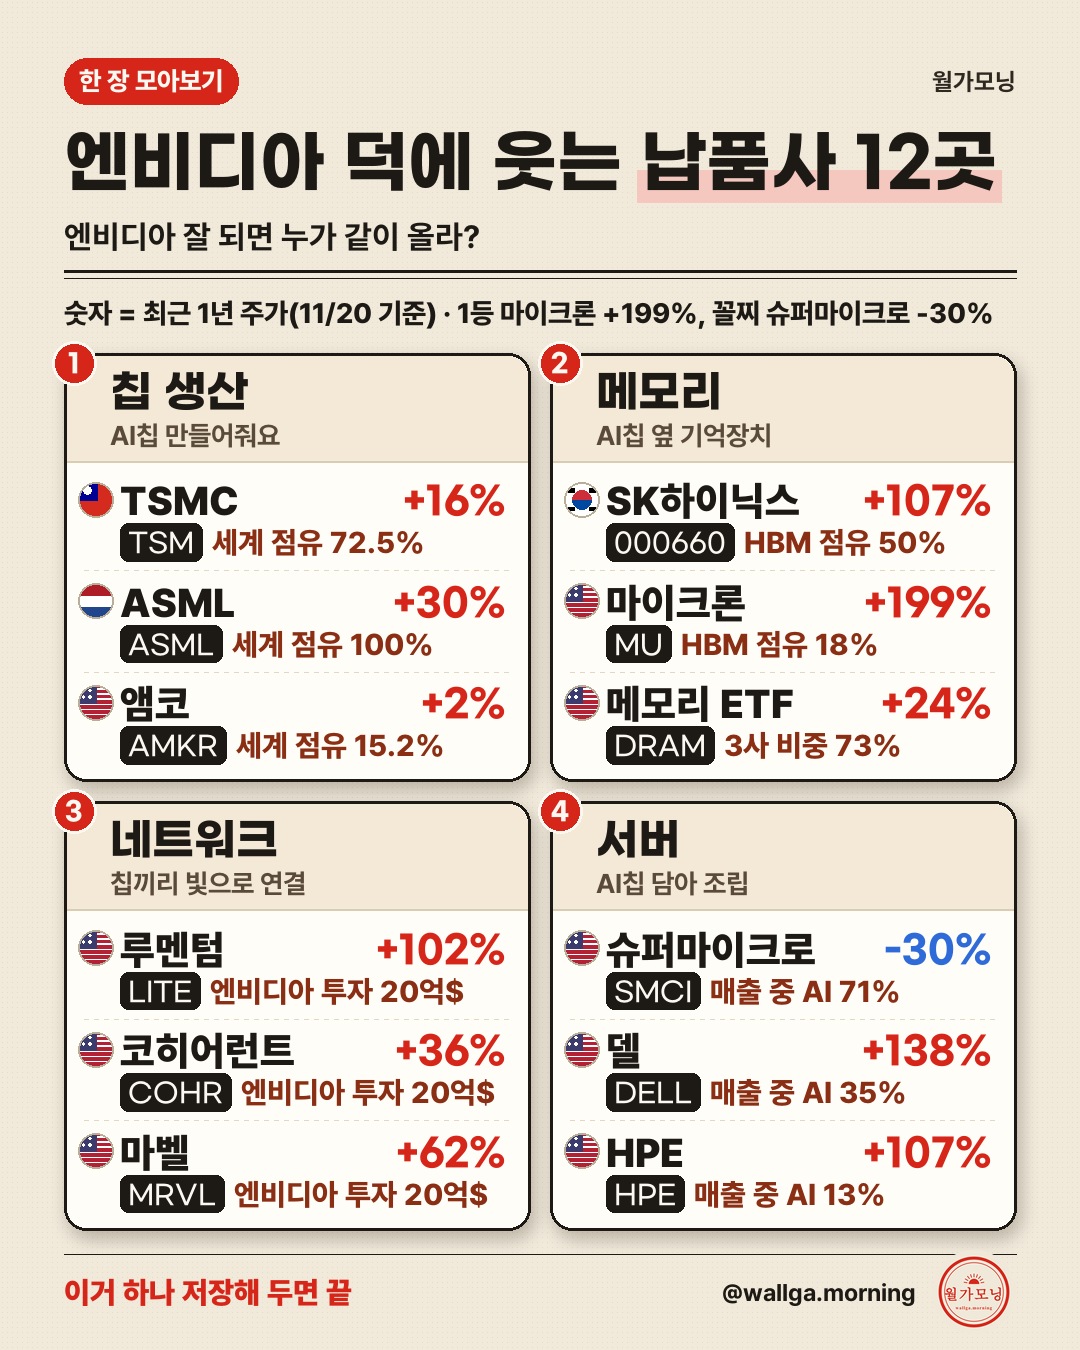 한 장 모아보기
월가모닝
엔비디아 덕에 웃는 납품사 12곳
엔비디아 잘 되면 누가 같이 올라?
숫자 = 최근 1년 주가(11/20 기준) · 1등 마이크론 +199%, 꼴찌 슈퍼마이크로 -30%
1
칩 생산
AI칩 만들어줘요
TSMC +16%
TSM 세계 점유 72.5%
ASML +30%
ASML 세계 점유 100%
앰코 +2%
AMKR 세계 점유 15.2%
2
메모리
AI칩 옆 기억장치
SK하이닉스 +107%
000660 HBM 점유 50%
마이크론 +199%
MU HBM 점유 18%
메모리 ETF +24%
DRAM 3사 비중 73%
3
네트워크
칩끼리 빛으로 연결
루멘텀 +102%
LITE 엔비디아 투자 20억$
코히어런트 +36%
COHR 엔비디아 투자 20억$
마벨 +62%
MRVL 엔비디아 투자 20억$
4
서버
AI칩 담아 조립
슈퍼마이크로 -30%
SMCI 매출 중 AI 71%
델 +138%
DELL 매출 중 AI 35%
HPE +107%
HPE 매출 중 AI 13%
이거 하나 저장해 두면 끝
@wallga.morning
월가모닝
wallga.morning